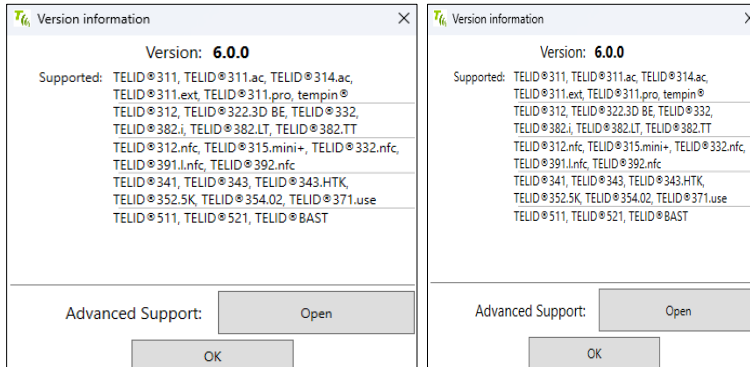 Version information
Version: 6.0.0
Supported: TELID®311, TELID®311.ac, TELID®314.ac,
TELID®311.ext, TELID®311.pro, tempin®
TELID®312, TELID®322.3D BE, TELID®332,
TELID®382.i, TELID®382.LT, TELID®382.TT
TELID®312.nfc, TELID®315.mini+, TELID®332.nfc,
TELID®391.I.nfc, TELID®392.nfc
TELID®341, TELID®343, TELID®343.HTK,
TELID®352.5K, TELID®354.02, TELID®371.use
TELID®511, TELID®521, TELID®BAST
Advanced Support: Open
OK
Version information
Version: 6.0.0
Supported: TELID®311, TELID®311.ac, TELID®314.ac,
TELID®311.ext, TELID®311.pro, tempin®
TELID®312, TELID®322.3D BE, TELID®332,
TELID®382.i, TELID®382.LT, TELID®382.TT
TELID®312.nfc, TELID®315.mini+, TELID®332.nfc,
TELID®391.I.nfc, TELID®392.nfc
TELID®341, TELID®343, TELID®343.HTK,
TELID®352.5K, TELID®354.02, TELID®371.use
TELID®511, TELID®521, TELID®BAST
Advanced Support: Open
OK